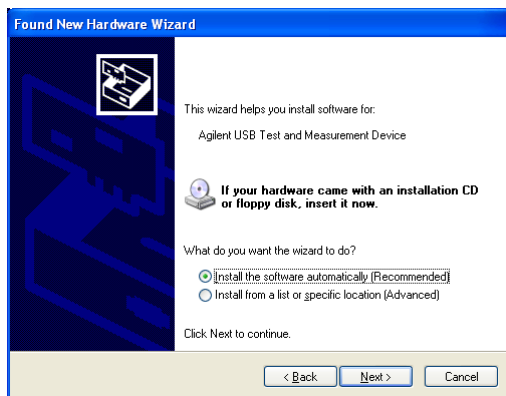 Found New Hardware Wizard
This wizard helps you install software for:
Agilent USB Test and Measurement Device
If your hardware came with an installation CD
or floppy disk, insert it now.
What do you want the wizard to do?
Install the software automatically (Recommended)
Install from a list or specific location (Advanced)
Click Next to continue.
< Back Next > Cancel